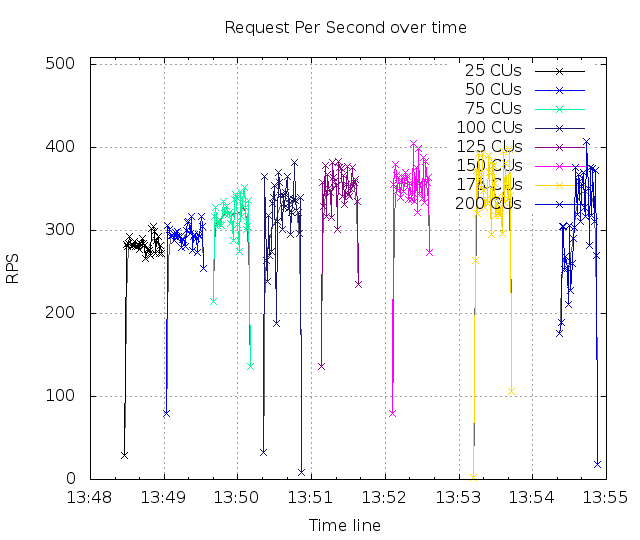 Request Per Second over time
500
400
300
200
100
0
RPS
25 CUs
50 CUs
75 CUs
100 CUs
125 CUs
150 CUs
175 CUs
200 CUs
13:48 13:49 13:50 13:51 13:52 13:53 13:54 13:55
Time line